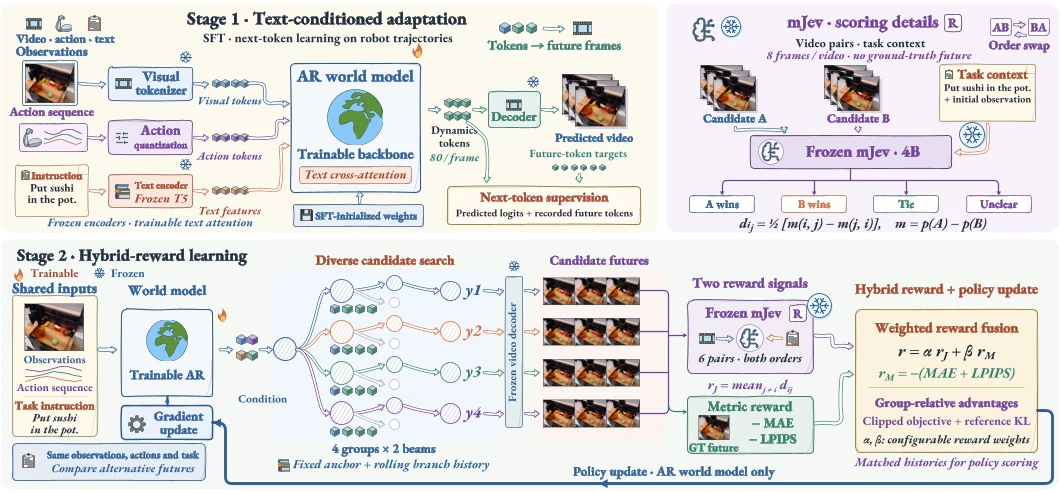 Stage 1 · Text-conditioned adaptation
SFT · next-token learning on robot trajectories
Video · action · text
Observations
Action sequence
Instruction
Put sushi
in the pot.
Visual
tokenizer
Action
quantization
Text encoder
Frozen T5
Visual tokens
Action tokens
Text features
Frozen encoders · trainable text attention
AR world model
Trainable backbone
Text cross-attention
SFT-initialized weights
Tokens → future frames
Dynamics
tokens
80/frame
Decoder
Predicted video
Future-token targets
Next-token supervision
Predicted logits + recorded future tokens
mJev · scoring details R
Video pairs · task context
8 frames/video · no ground-truth future
AB BA
Order swap
Candidate A
Candidate B
Task context
Put sushi in the pot.
+ initial observation
Frozen mJev · 4B
A wins
B wins
Tie
Unclear
dij = ½ [m(i, j) − m(j, i)], m = p(A) − p(B)
Stage 2 · Hybrid-reward learning
Trainable Frozen
Shared inputs
Observations
Action sequence
Task instruction
Put sushi
in the pot.
World model
Trainable AR
Gradient
update
Same observations, actions and task
Compare alternative futures
Condition
Diverse candidate search
y1
y2
y3
y4
4 groups × 2 beams
Fixed anchor + rolling branch history
Frozen video decoder
Candidate futures
Two reward signals
Frozen mJev R
6 pairs · both orders
rJ = meanj≠i dij
Metric reward
− MAE
− LPIPS
GT future
Hybrid reward + policy update
Weighted reward fusion
r = α rJ + β rM
rM = −(MAE + LPIPS)
Group-relative advantages
Clipped objective + reference KL
α, β: configurable reward weights
Matched histories for policy scoring
Policy update · AR world model only